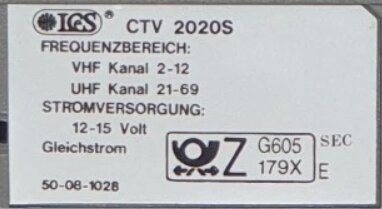 LGS CTV 2020S
FREQUENZBEREICH:
VHF Kanal 2-12
UHF Kanal 21-69
STROMVERSORGUNG:
12-15 Volt
Gleichstrom
Z G605 SEC
179X E
50-08-1028